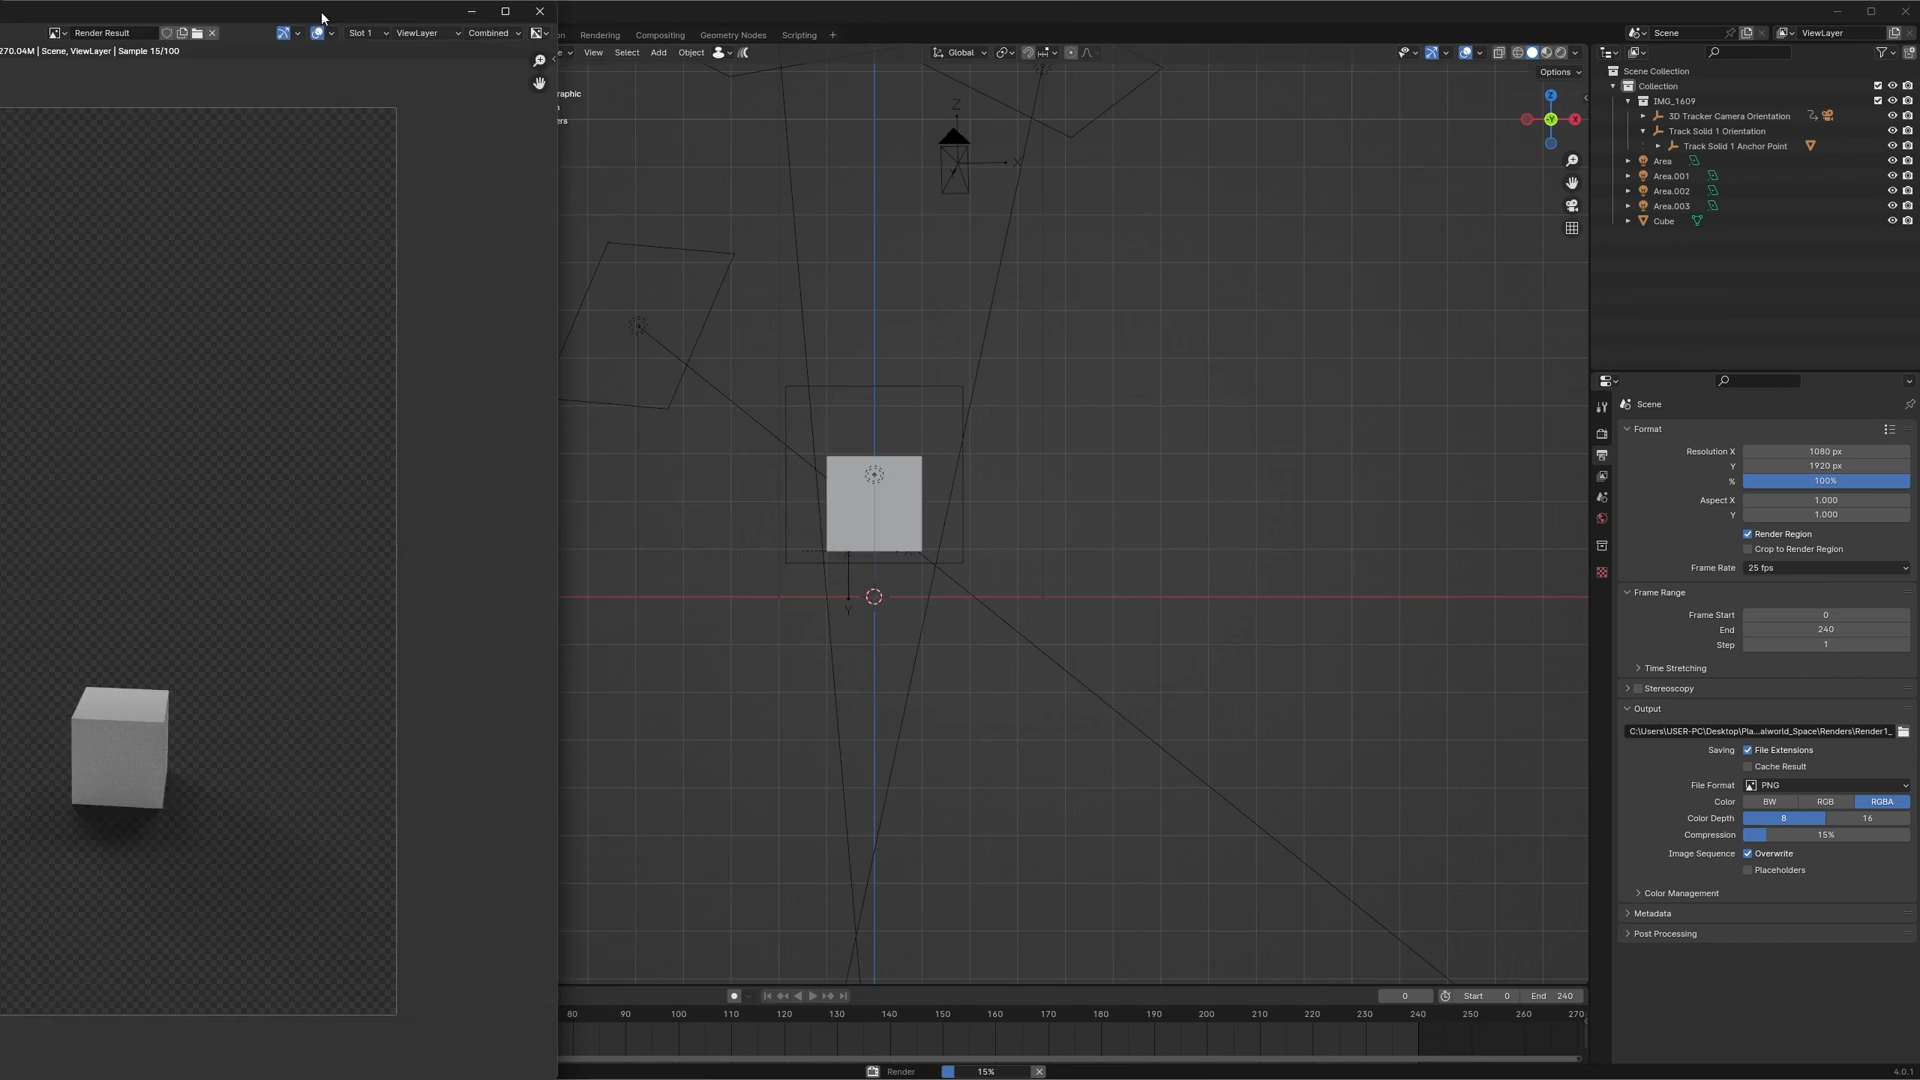 Rendering Compositing Geometry Nodes Scripting +
Scene
ViewLayer
Render Result
Slot 1
ViewLayer
Combined
270.04M | Scene, ViewLayer | Sample 15/100
View Select Add Object
Global
Options
raphic
ers
Z
X
Y
Z
X
-Y
Scene Collection
Collection
IMG_1609
3D Tracker Camera Orientation
Track Solid 1 Orientation
Track Solid 1 Anchor Point
Area
Area.001
Area.002
Area.003
Cube
Scene
Format
Resolution X 1080 px
Y 1920 px
% 100%
Aspect X 1.000
Y 1.000
Render Region
Crop to Render Region
Frame Rate 25 fps
Frame Range
Frame Start 0
End 240
Step 1
Time Stretching
Stereoscopy
Output
C:\Users\USER-PC\Desktop\Pla...alworld_Space\Renders\Render1_
Saving File Extensions
Cache Result
File Format PNG
Color BW RGB RGBA
Color Depth 8 16
Compression 15%
Image Sequence Overwrite
Placeholders
Color Management
Metadata
Post Processing
0 Start 0 End 240
80 90 100 110 120 130 140 150 160 170 180 190 200 210 220 230 240 250 260 270
Render 15%
4.0.1